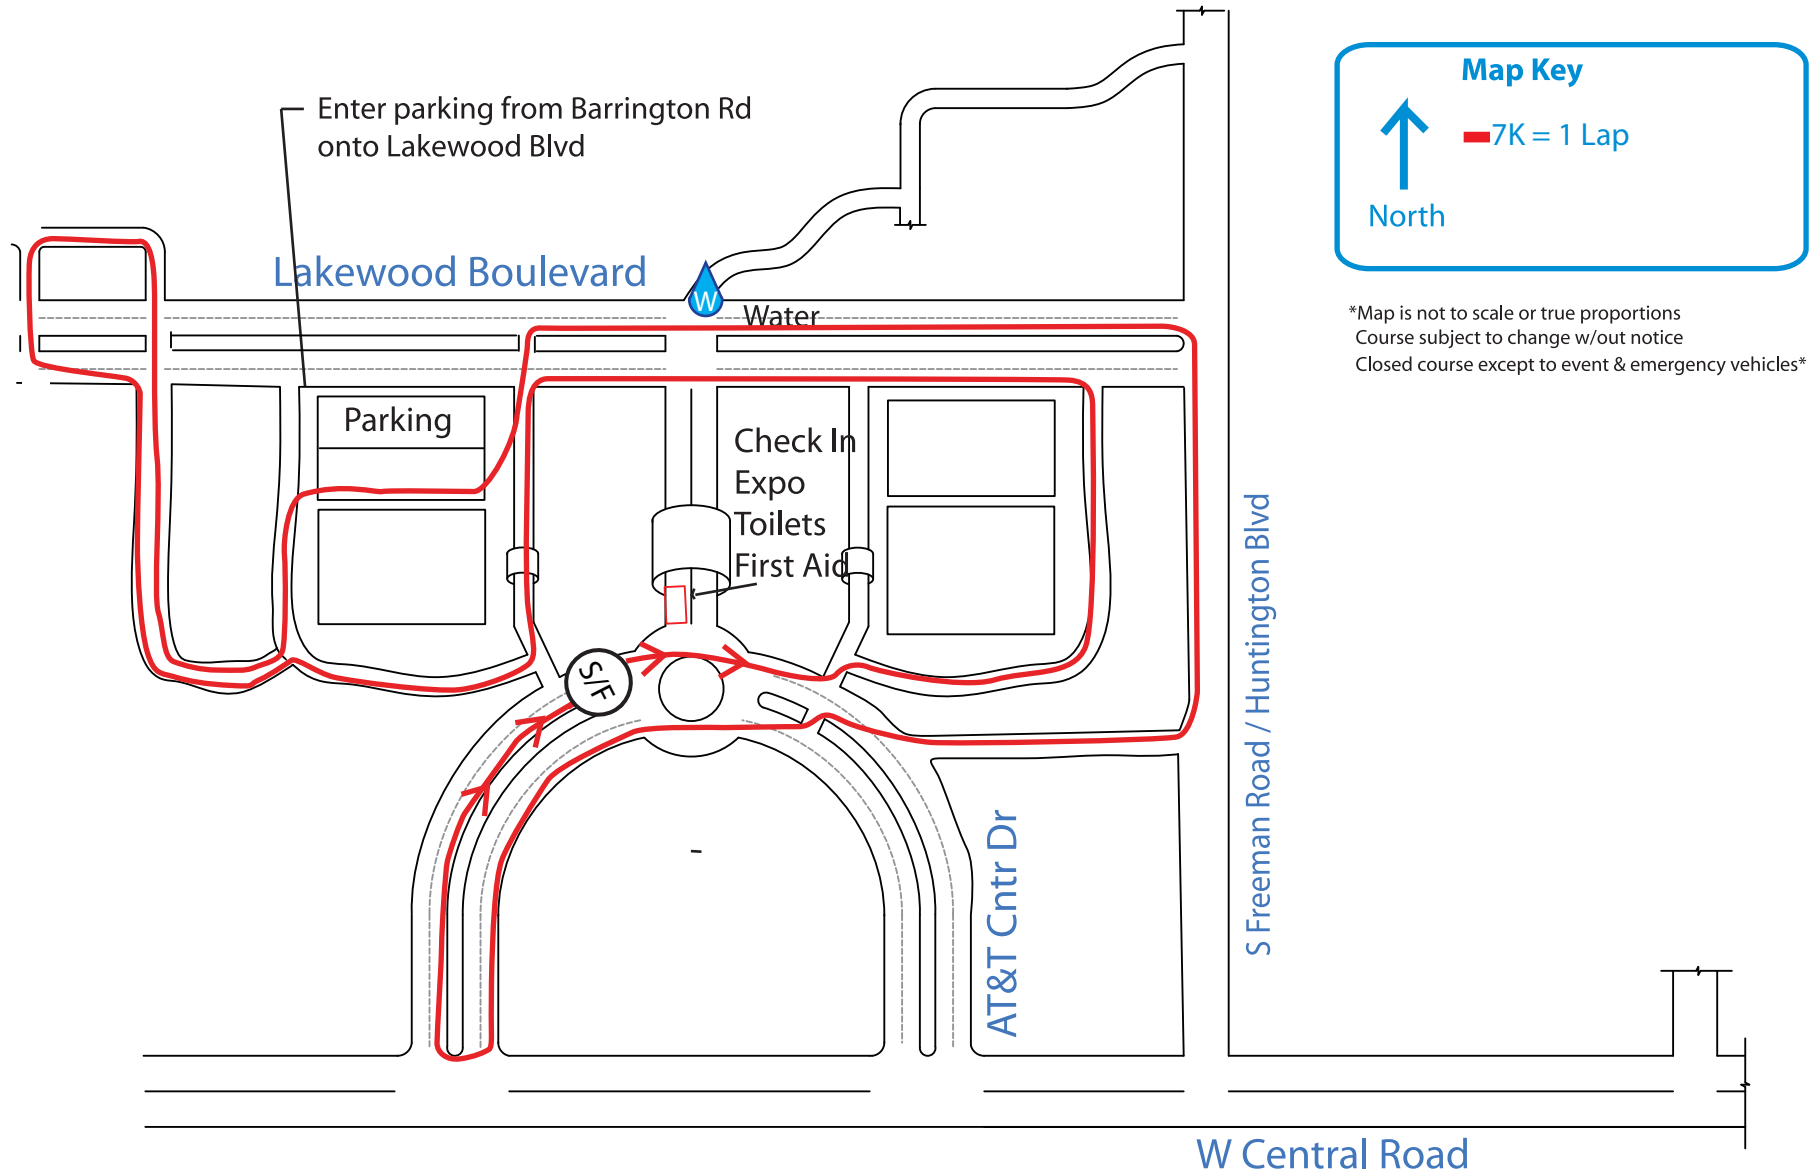 Map Key
7K = 1 Lap
North
Enter parking from Barrington Rd
onto Lakewood Blvd
Lakewood Boulevard
W
Water
*Map is not to scale or true proportions
Course subject to change w/out notice
Closed course except to event & emergency vehicles*
Parking
Check In
Expo
Toilets
First Aid
S/F
S Freeman Road / Huntington Blvd
AT&T Cntr Dr
W Central Road